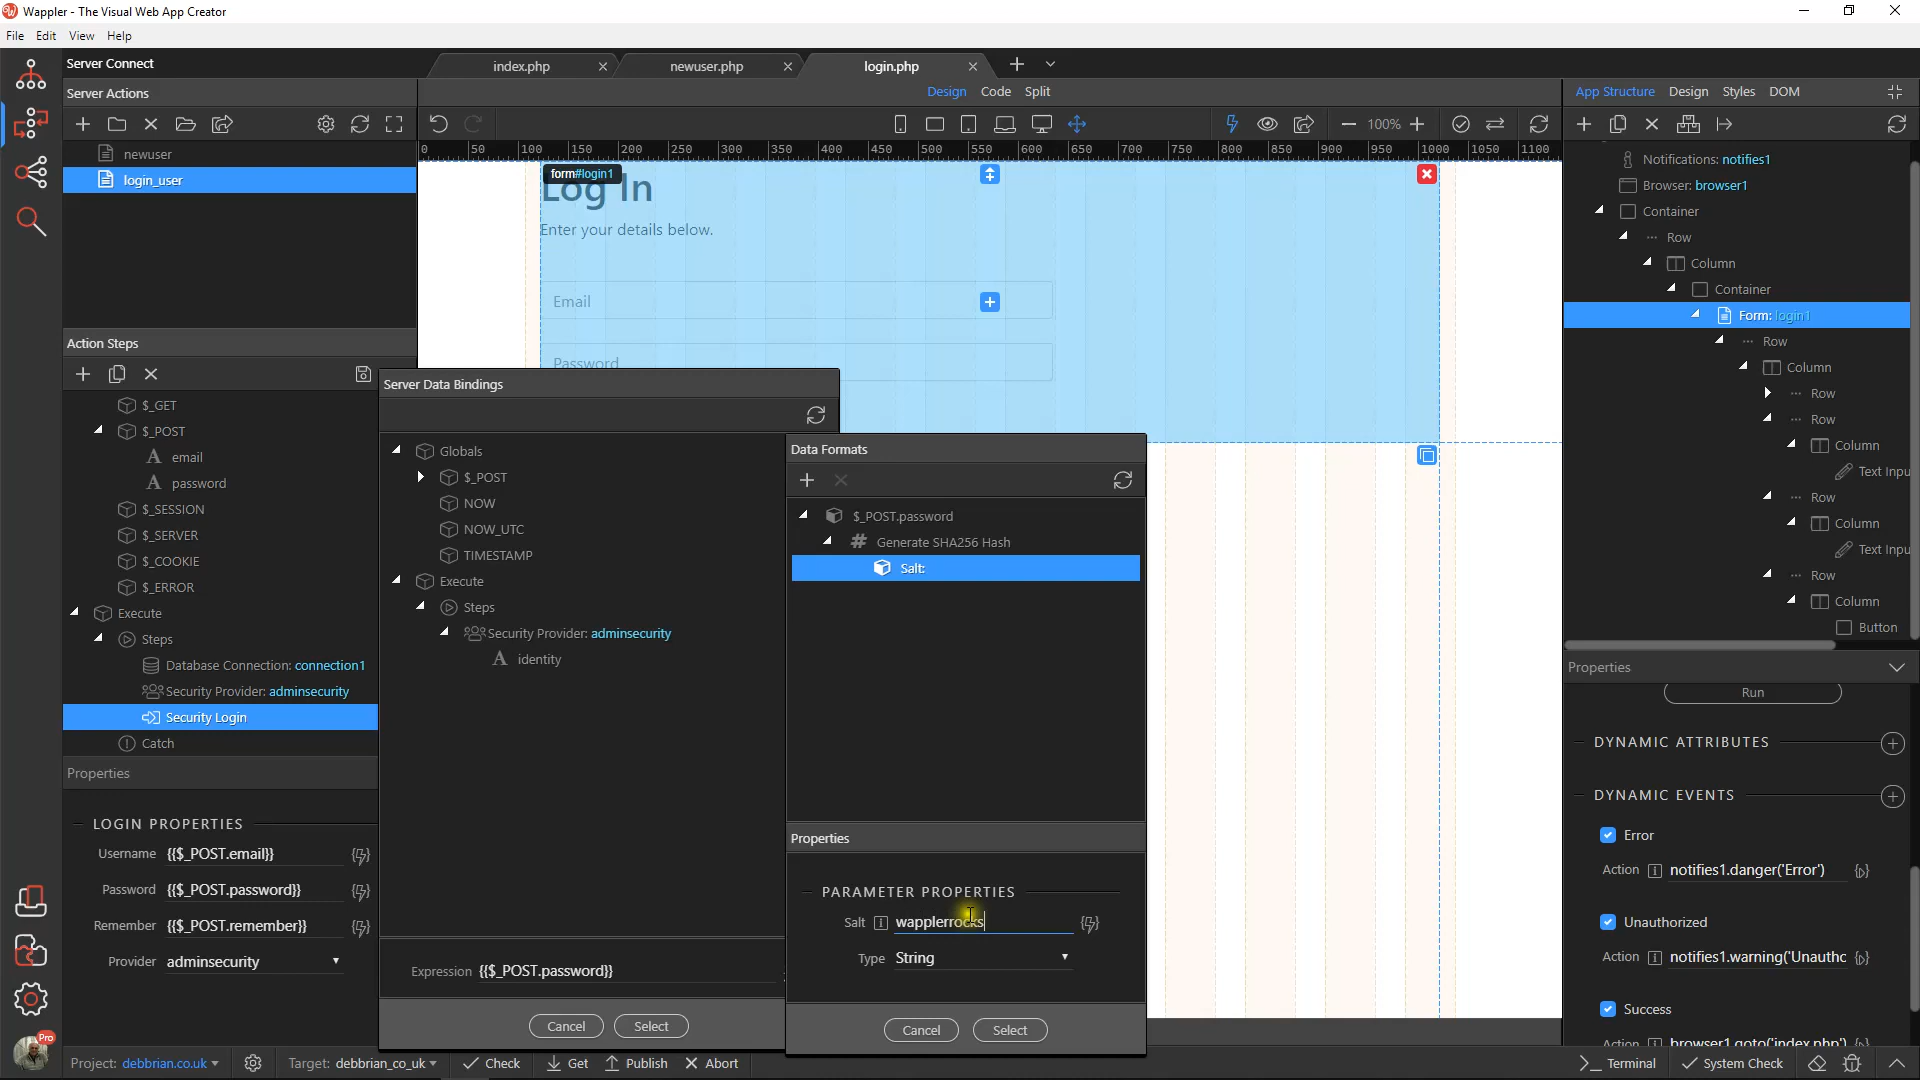 Wappler - The Visual Web App Creator
File Edit View Help
Server Connect
index.php
newuser.php
login.php
Server Actions
Design Code Split
App Structure Design Styles DOM
100%
newuser
login_user
0 50 100 150 200 250 300 350 400 450 500 550 600 650 700 750 800 850 900 950 1000 1050 1100
form#login1
Log In
Enter your details below.
Email
Password
Notifications: notifies1
Browser: browser1
Container
Row
Column
Container
Form: login1
Row
Column
Row
Row
Column
Text Inpu
Row
Column
Text Inpu
Row
Column
Button
Action Steps
$_GET
$_POST
email
password
$_SESSION
$_SERVER
$_COOKIE
$_ERROR
Execute
Steps
Database Connection: connection1
Security Provider: adminsecurity
Security Login
Catch
Properties
LOGIN PROPERTIES
Username {{$_POST.email}}
Password {{$_POST.password}}
Remember {{$_POST.remember}}
Provider adminsecurity
Server Data Bindings
Globals
$_POST
NOW
NOW_UTC
TIMESTAMP
Execute
Steps
Security Provider: adminsecurity
identity
Expression {{$_POST.password}}
Cancel Select
Data Formats
$_POST.password
Generate SHA256 Hash
Salt:
Properties
PARAMETER PROPERTIES
Salt wapplerrocks
Type String
Cancel Select
Properties
Run
DYNAMIC ATTRIBUTES
DYNAMIC EVENTS
Error
Action notifies1.danger('Error')
Unauthorized
Action notifies1.warning('Unauthc
Success
Action browser1.goto('index.php')
Pro
Project: debbrian.co.uk
Target: debbrian_co_uk
Check Get Publish Abort
Terminal System Check